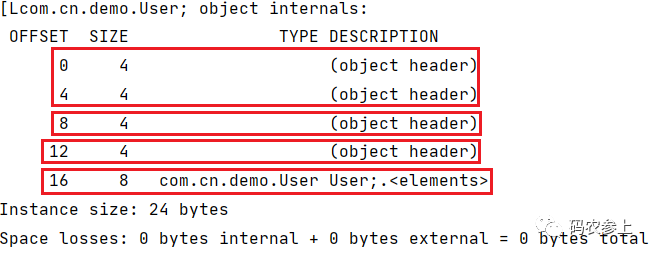 [Lcom.cn.demo.User; object internals:
OFFSET SIZE TYPE DESCRIPTION
0 4 (object header)
4 4 (object header)
8 4 (object header)
12 4 (object header)
16 8 com.cn.demo.User User;.<elements>
Instance size: 24 bytes
Space losses: 0 bytes internal + 0 bytes external = 0 bytes total
码农参上